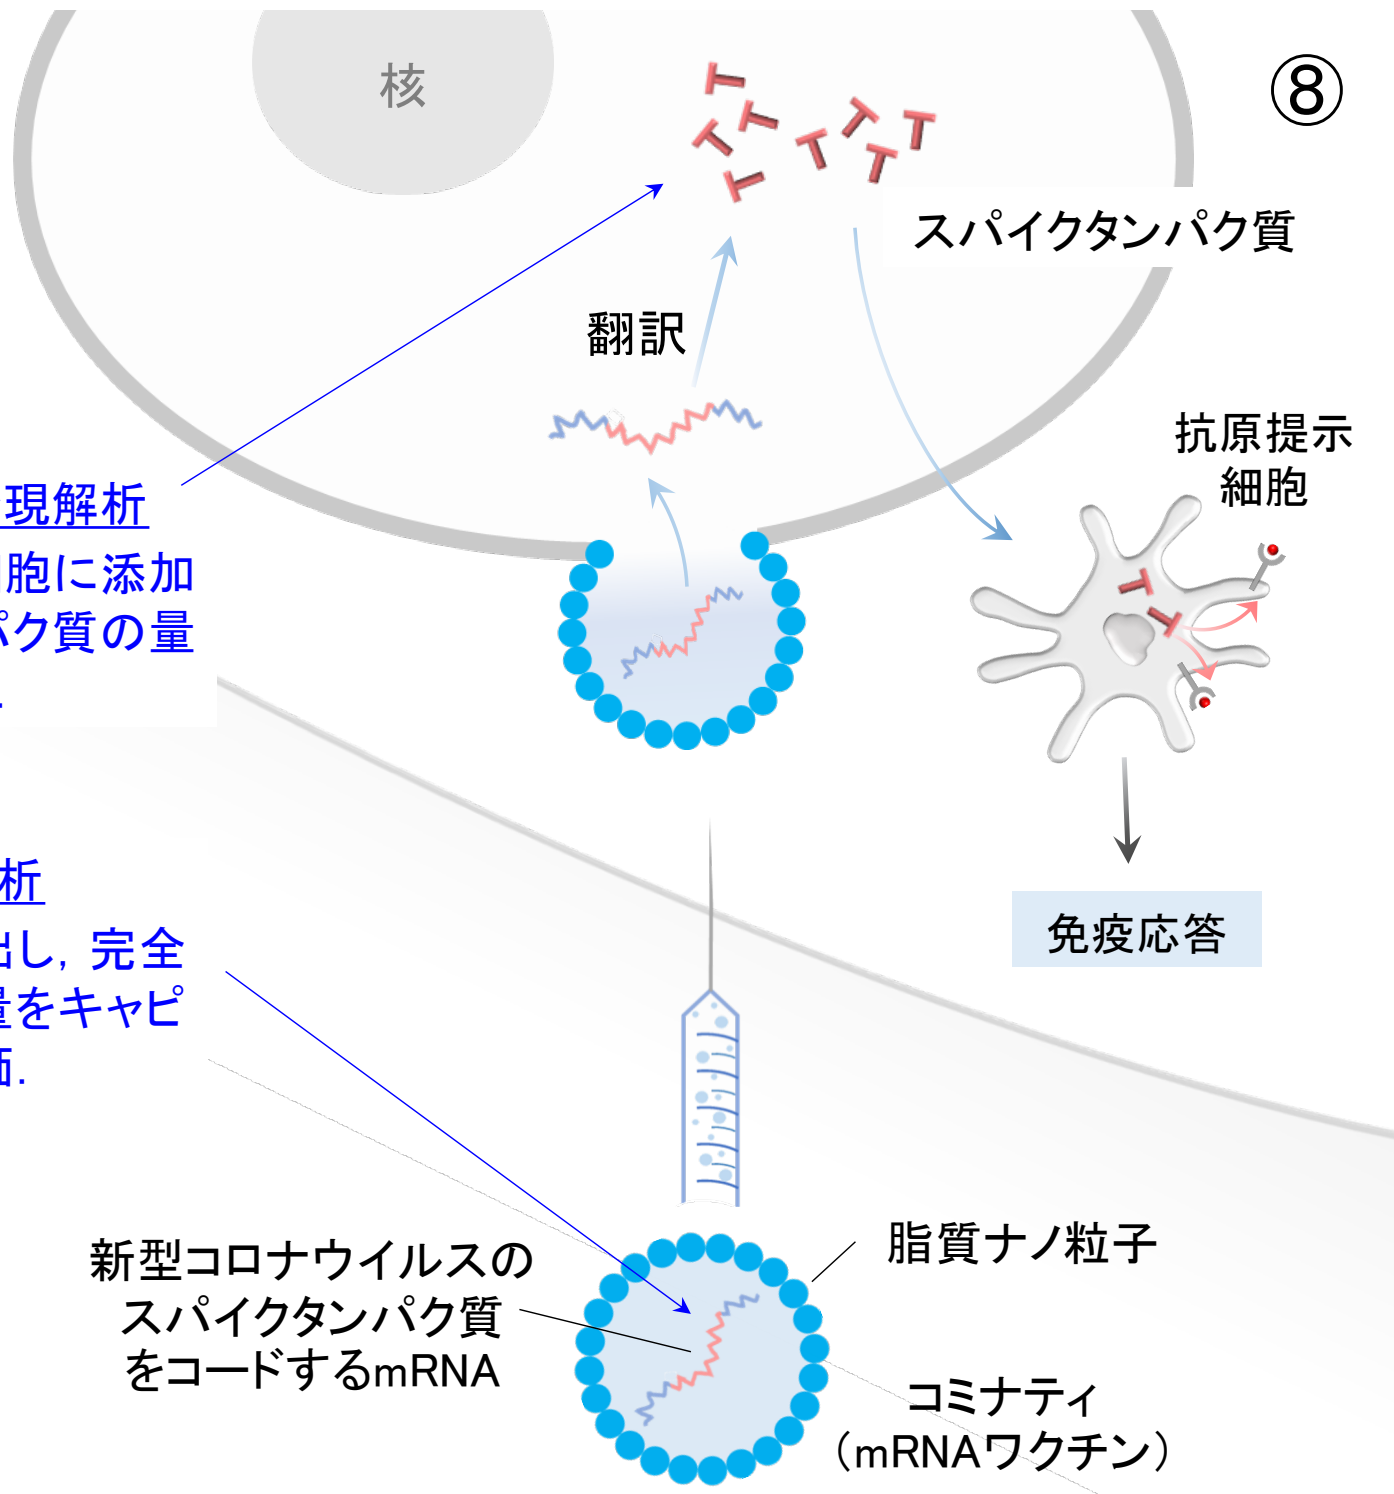 核
⑧
スパイクタンパク質
翻訳
抗原提示
細胞
現解析
胞に添加
パク質の量
免疫応答
析
出し, 完全
量をキャピ
価.
脂質ナノ粒子
新型コロナウイルスの
スパイクタンパク質
をコードするmRNA
コミナティ
（mRNAワクチン）